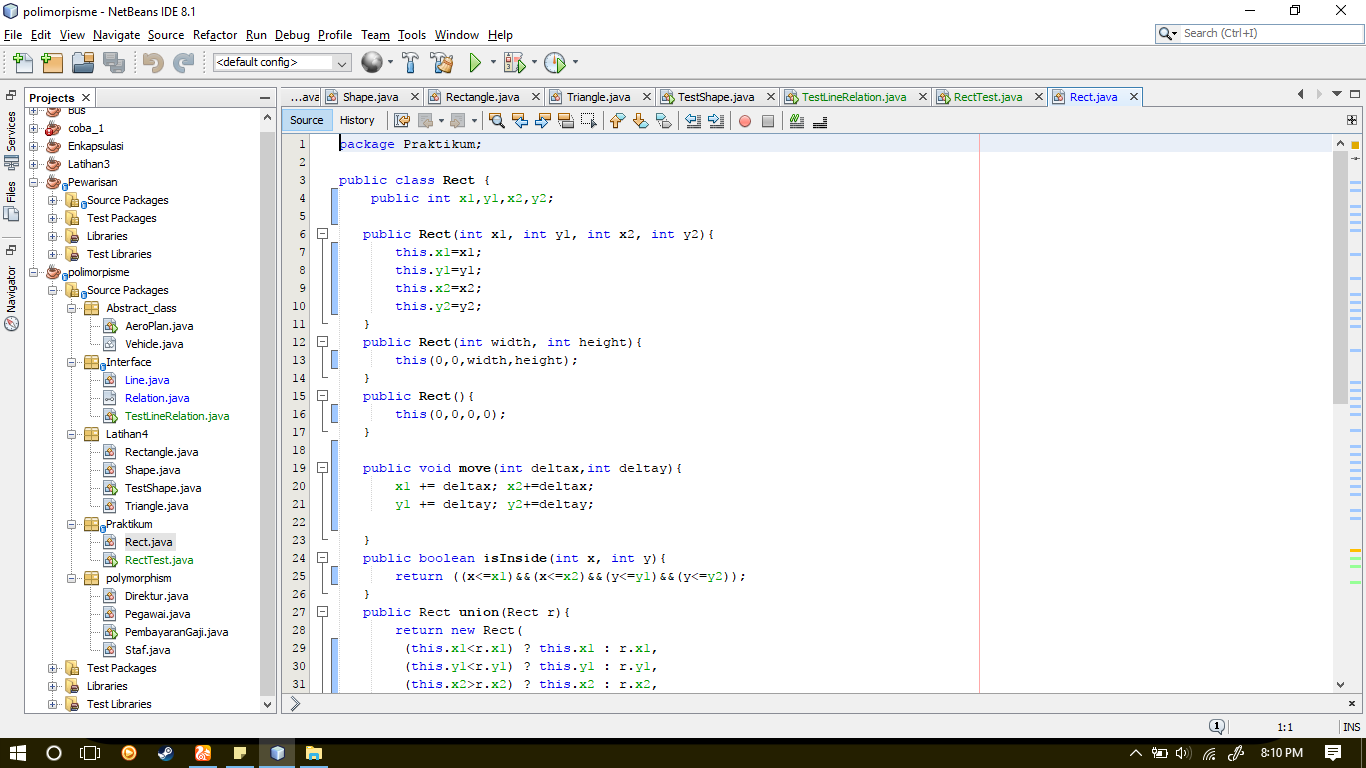 polimorpisme - NetBeans IDE 8.1
File Edit View Navigate Source Refactor Run Debug Profile Team Tools Window Help
Search (Ctrl+I)
<default config>
Projects
Services
Files
Navigator
Bus
coba_1
Enkapsulasi
Latihan3
Pewarisan
Source Packages
Test Packages
Libraries
Test Libraries
polimorpisme
Source Packages
Abstract_class
AeroPlan.java
Vehicle.java
Interface
Line.java
Relation.java
TestLineRelation.java
Latihan4
Rectangle.java
Shape.java
TestShape.java
Triangle.java
Praktikum
Rect.java
RectTest.java
polymorphism
Direktur.java
Pegawai.java
PembayaranGaji.java
Staf.java
Test Packages
Libraries
Test Libraries
...ava Shape.java Rectangle.java Triangle.java TestShape.java TestLineRelation.java RectTest.java Rect.java
Source History
1 package Praktikum;
2
3 public class Rect {
4 public int x1,y1,x2,y2;
5
6 public Rect(int x1, int y1, int x2, int y2){
7 this.x1=x1;
8 this.y1=y1;
9 this.x2=x2;
10 this.y2=y2;
11 }
12 public Rect(int width, int height){
13 this(0,0,width,height);
14 }
15 public Rect(){
16 this(0,0,0,0);
17 }
18
19 public void move(int deltax,int deltay){
20 x1 += deltax; x2+=deltax;
21 y1 += deltay; y2+=deltay;
22
23 }
24 public boolean isInside(int x, int y){
25 return ((x<=x1)&&(x<=x2)&&(y<=y1)&&(y<=y2));
26 }
27 public Rect union(Rect r){
28 return new Rect(
29 (this.x1<r.x1) ? this.x1 : r.x1,
30 (this.y1<r.y1) ? this.y1 : r.y1,
31 (this.x2>r.x2) ? this.x2 : r.x2,
1
1:1
INS
8:10 PM